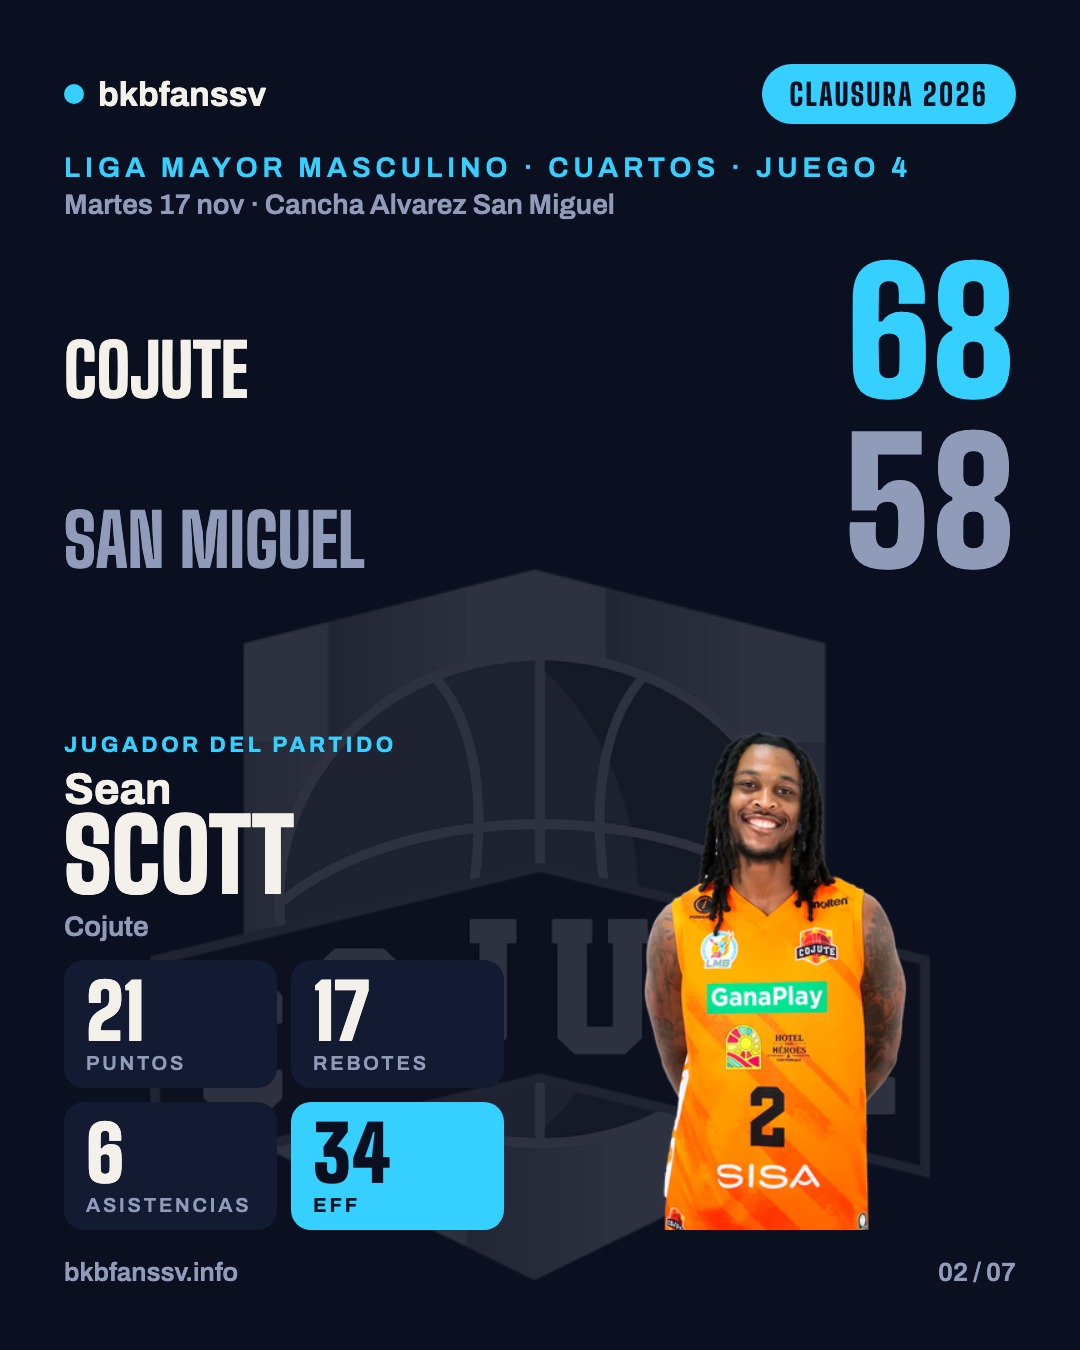 bkbfanssv
CLAUSURA 2026
LIGA MAYOR MASCULINO · CUARTOS · JUEGO 4
Martes 17 nov · Cancha Alvarez San Miguel
COJUTE
68
SAN MIGUEL
58
JUGADOR DEL PARTIDO
Sean
SCOTT
Cojute
21
PUNTOS
17
REBOTES
6
ASISTENCIAS
34
EFF
molten
LMB
COJUTE
GanaPlay
HOTEL
HÉROES
2
SISA
bkbfanssv.info
02 / 07